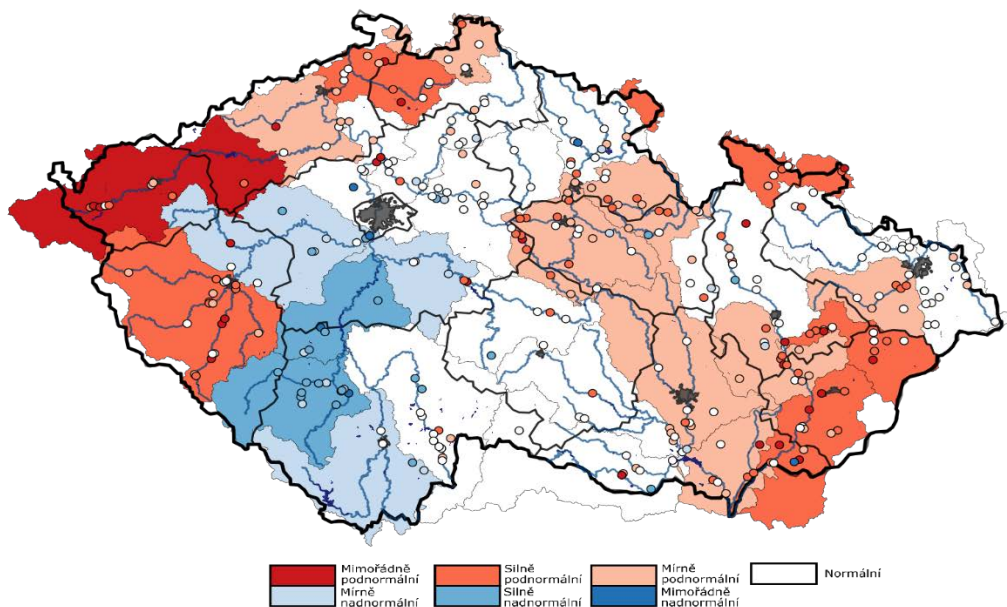 Mimořádně
podnormální
Silně
podnormální
Mírně
podnormální
Normální
Mírně
nadnormální
Silně
nadnormální
Mimořádně
nadnormální